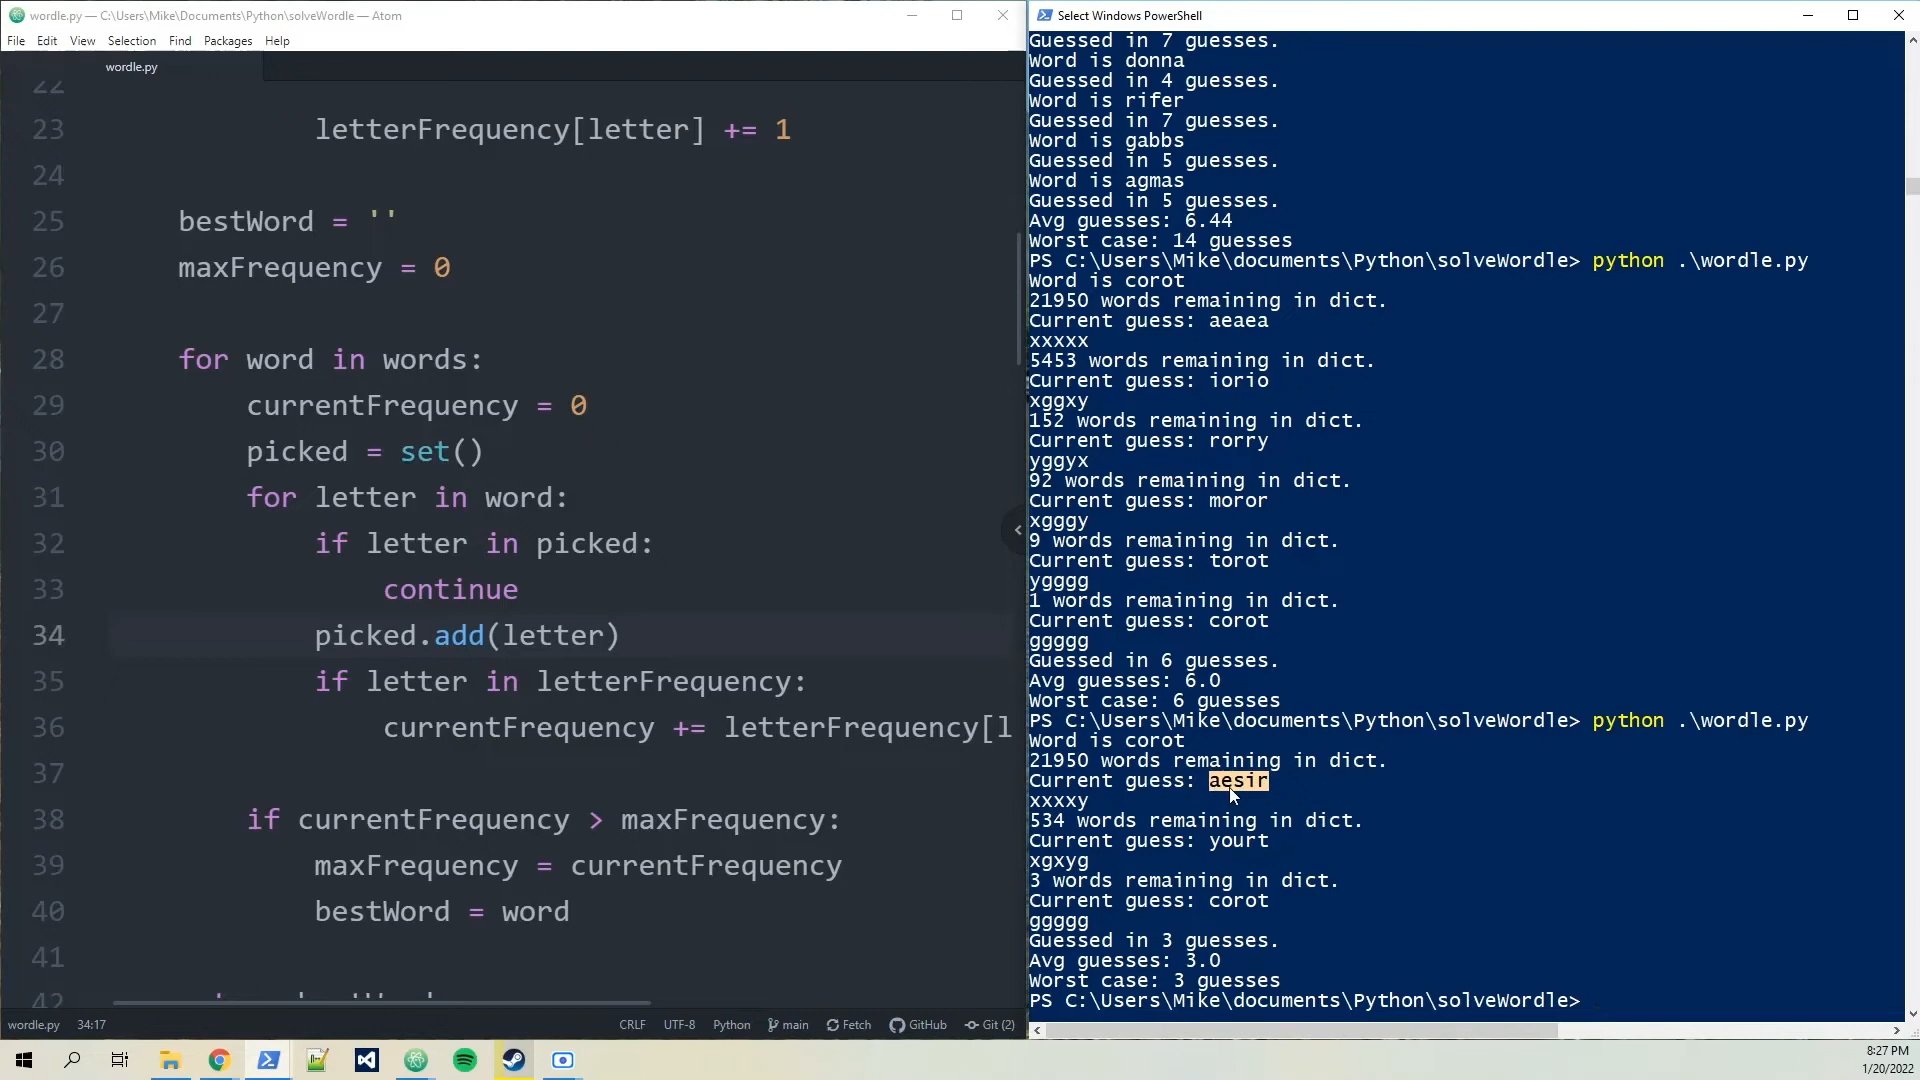 wordle.py — C:\Users\Mike\Documents\Python\solveWordle — Atom
File Edit View Selection Find Packages Help
wordle.py
22
23 letterFrequency[letter] += 1
24
25 bestWord = ''
26 maxFrequency = 0
27
28 for word in words:
29 currentFrequency = 0
30 picked = set()
31 for letter in word:
32 if letter in picked:
33 continue
34 picked.add(letter)
35 if letter in letterFrequency:
36 currentFrequency += letterFrequency[l
37
38 if currentFrequency > maxFrequency:
39 maxFrequency = currentFrequency
40 bestWord = word
41
42
wordle.py 34:17 CRLF UTF-8 Python main Fetch GitHub Git (2)
Select Windows PowerShell
Guessed in 7 guesses.
Word is donna
Guessed in 4 guesses.
Word is rifer
Guessed in 7 guesses.
Word is gabbs
Guessed in 5 guesses.
Word is agmas
Guessed in 5 guesses.
Avg guesses: 6.44
Worst case: 14 guesses
PS C:\Users\Mike\documents\Python\solveWordle> python .\wordle.py
Word is corot
21950 words remaining in dict.
Current guess: aeaea
xxxxx
5453 words remaining in dict.
Current guess: iorio
xggxy
152 words remaining in dict.
Current guess: rorry
yggyx
92 words remaining in dict.
Current guess: moror
xgggy
9 words remaining in dict.
Current guess: torot
ygggg
1 words remaining in dict.
Current guess: corot
ggggg
Guessed in 6 guesses.
Avg guesses: 6.0
Worst case: 6 guesses
PS C:\Users\Mike\documents\Python\solveWordle> python .\wordle.py
Word is corot
21950 words remaining in dict.
Current guess: aesir
xxxxy
534 words remaining in dict.
Current guess: yourt
xgxyg
3 words remaining in dict.
Current guess: corot
ggggg
Guessed in 3 guesses.
Avg guesses: 3.0
Worst case: 3 guesses
PS C:\Users\Mike\documents\Python\solveWordle>
8:27 PM
1/20/2022